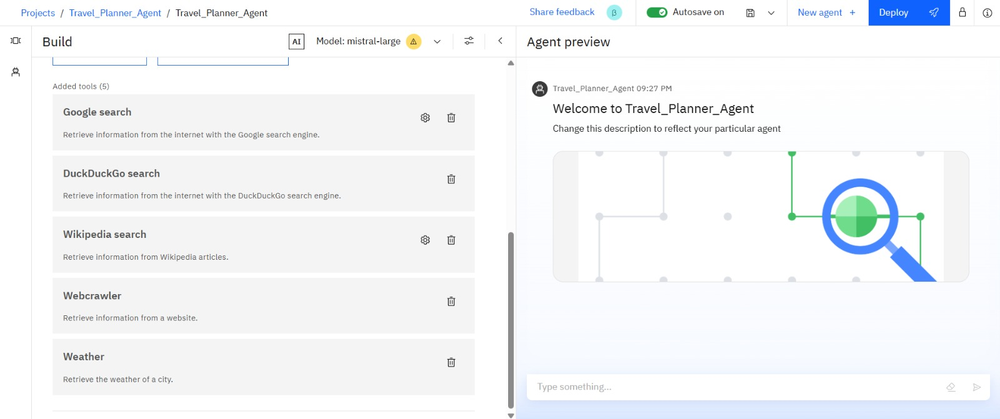 Projects / Travel_Planner_Agent / Travel_Planner_Agent
Share feedback β Autosave on New agent + Deploy
Build AI Model: mistral-large
Agent preview
Added tools (5)
Google search
Retrieve information from the internet with the Google search engine.
DuckDuckGo search
Retrieve information from the internet with the DuckDuckGo search engine.
Wikipedia search
Retrieve information from Wikipedia articles.
Webcrawler
Retrieve information from a website.
Weather
Retrieve the weather of a city.
Travel_Planner_Agent 09:27 PM
Welcome to Travel_Planner_Agent
Change this description to reflect your particular agent
Type something...